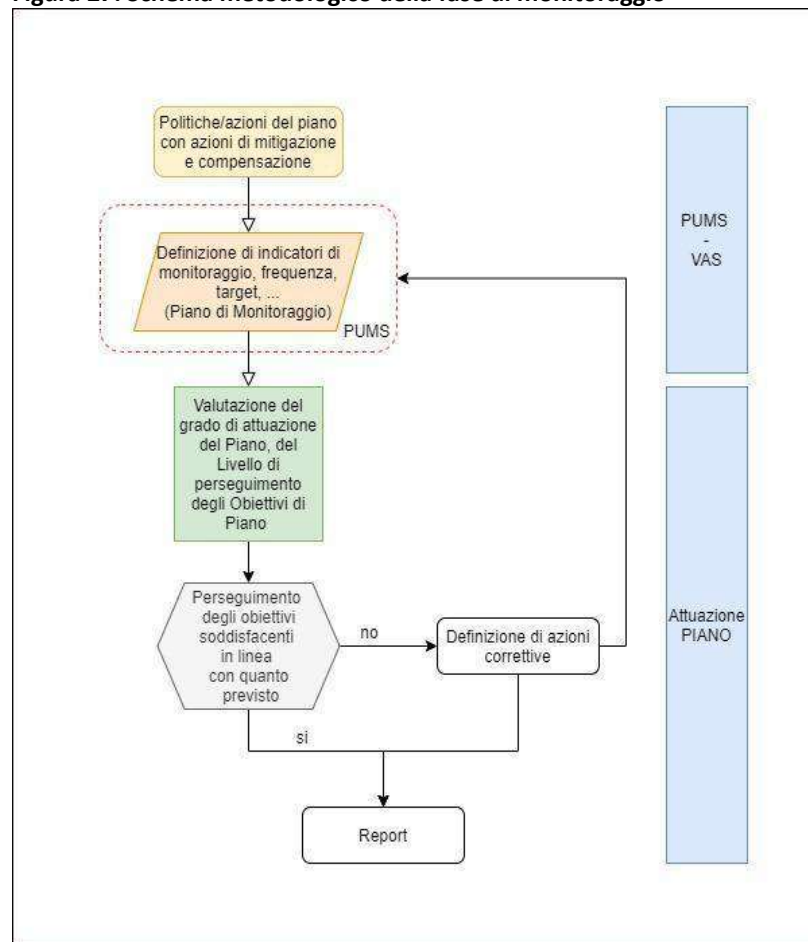 Politiche/azioni del piano
con azioni di mitigazione
e compensazione
PUMS
-
VAS
Definizione di indicatori di
monitoraggio, frequenza,
target, ...
(Piano di Monitoraggio)
PUMS
Valutazione del
grado di attuazione
del Piano, del
Livello di
perseguimento
degli Obiettivi di
Piano
Perseguimento
degli obiettivi
soddisfacenti
in linea
con quanto
previsto
no
Definizione di azioni
correttive
Attuazione
PIANO
si
Report